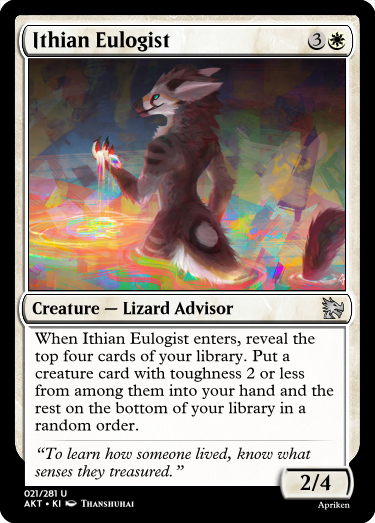 Ithian Eulogist 3
Creature — Lizard Advisor
When Ithian Eulogist enters, reveal the
top four cards of your library. Put a
creature card with toughness 2 or less
from among them into your hand and the
rest on the bottom of your library in a
random order.
“To learn how someone lived, know what
senses they treasured.”
2/4
021/281 U
AKT • KI Thanshuhai
Apriken